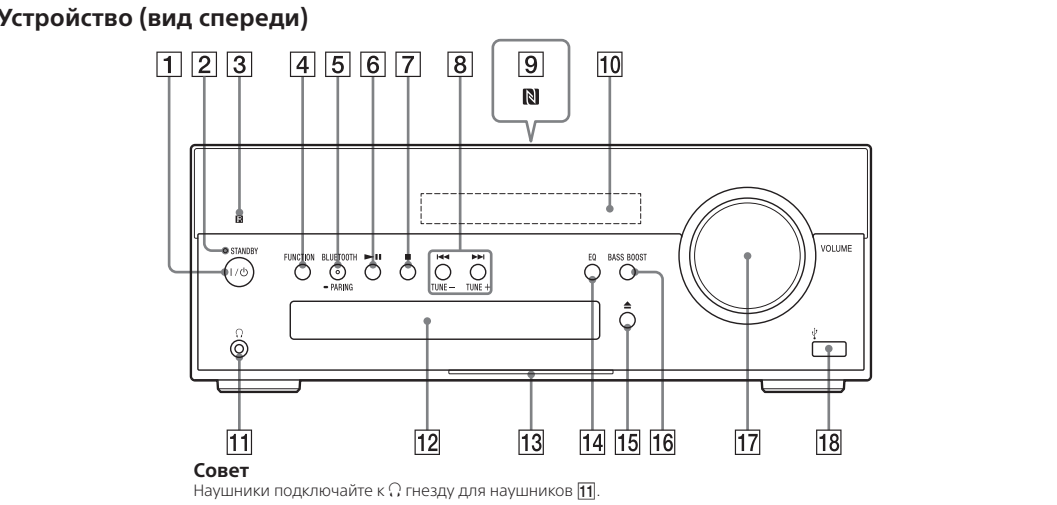 Устройство (вид спереди)
1 2 3 4 5 6 7 8 9 10
N
R
STANDBY
I / ⏻
FUNCTION BLUETOOTH ►❚❚ ■ |◄◄ ►►|
– PARING
TUNE – TUNE +
EQ BASS BOOST
VOLUME
11 12 13 14 15 16 17 18
Совет
Наушники подключайте к 🎧 гнезду для наушников 11.